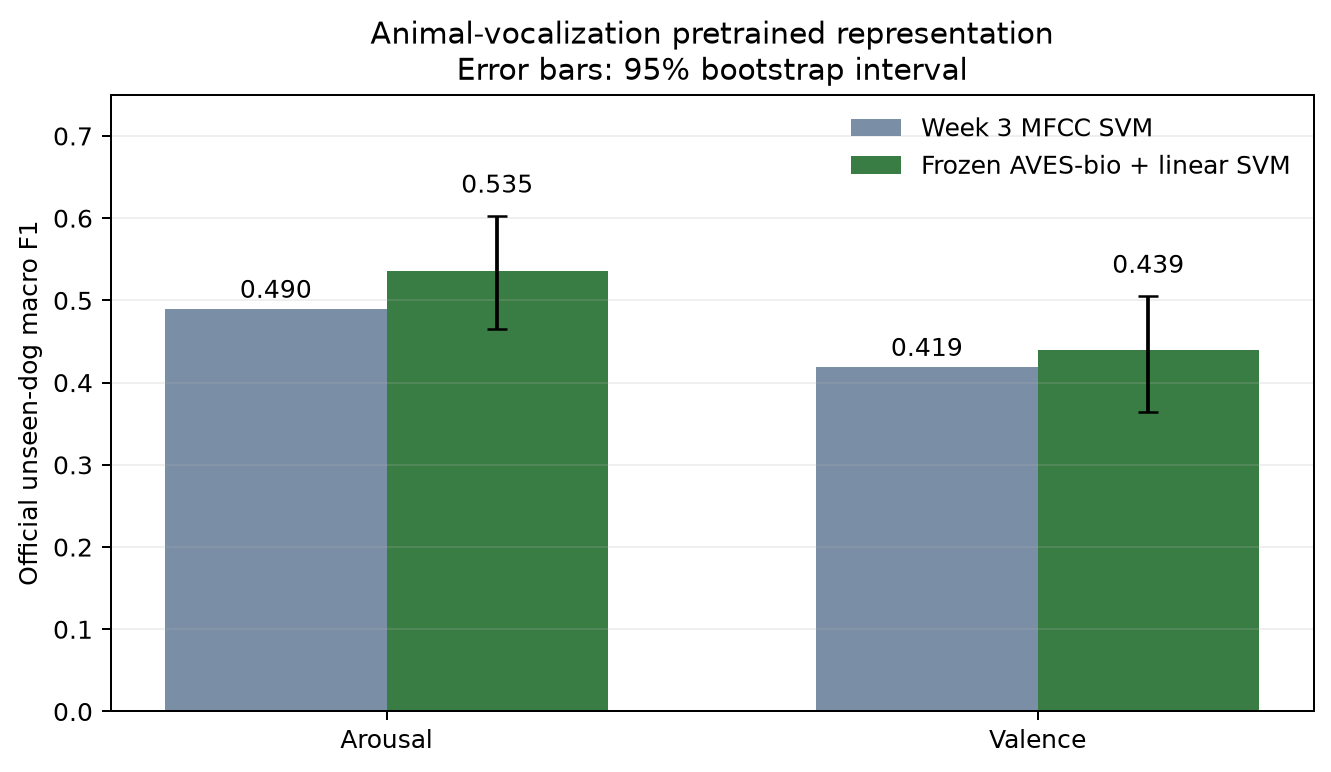 Animal-vocalization pretrained representation
Error bars: 95% bootstrap interval
Official unseen-dog macro F1
0.7
0.6
0.5
0.4
0.3
0.2
0.1
0.0
Week 3 MFCC SVM
Frozen AVES-bio + linear SVM
0.490
0.535
0.419
0.439
Arousal
Valence